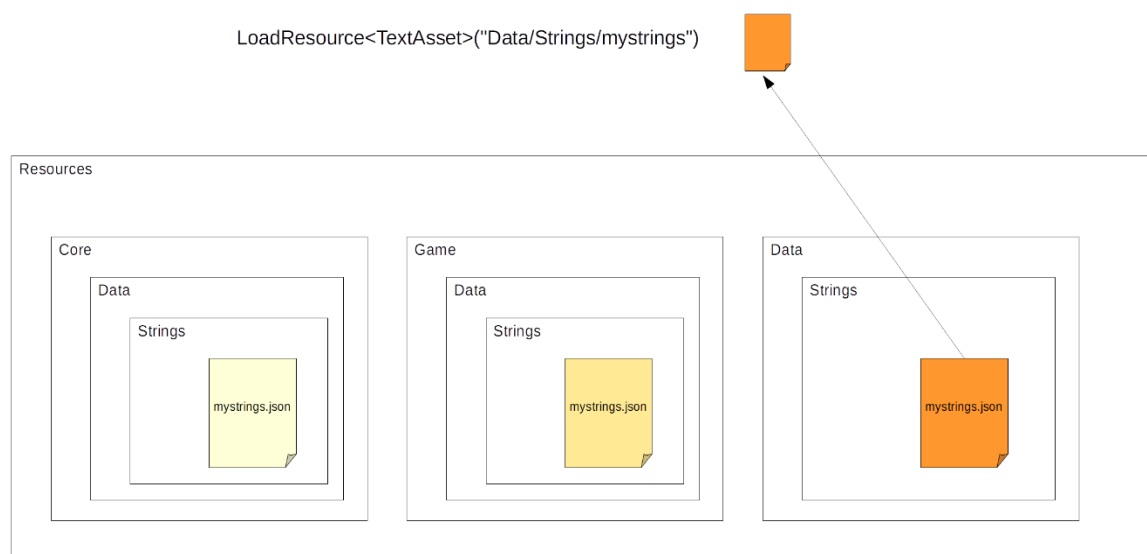 LoadResource<TextAsset>("Data/Strings/mystrings")
Resources
Core
Data
Strings
mystrings.json
Game
Data
Strings
mystrings.json
Data
Strings
mystrings.json